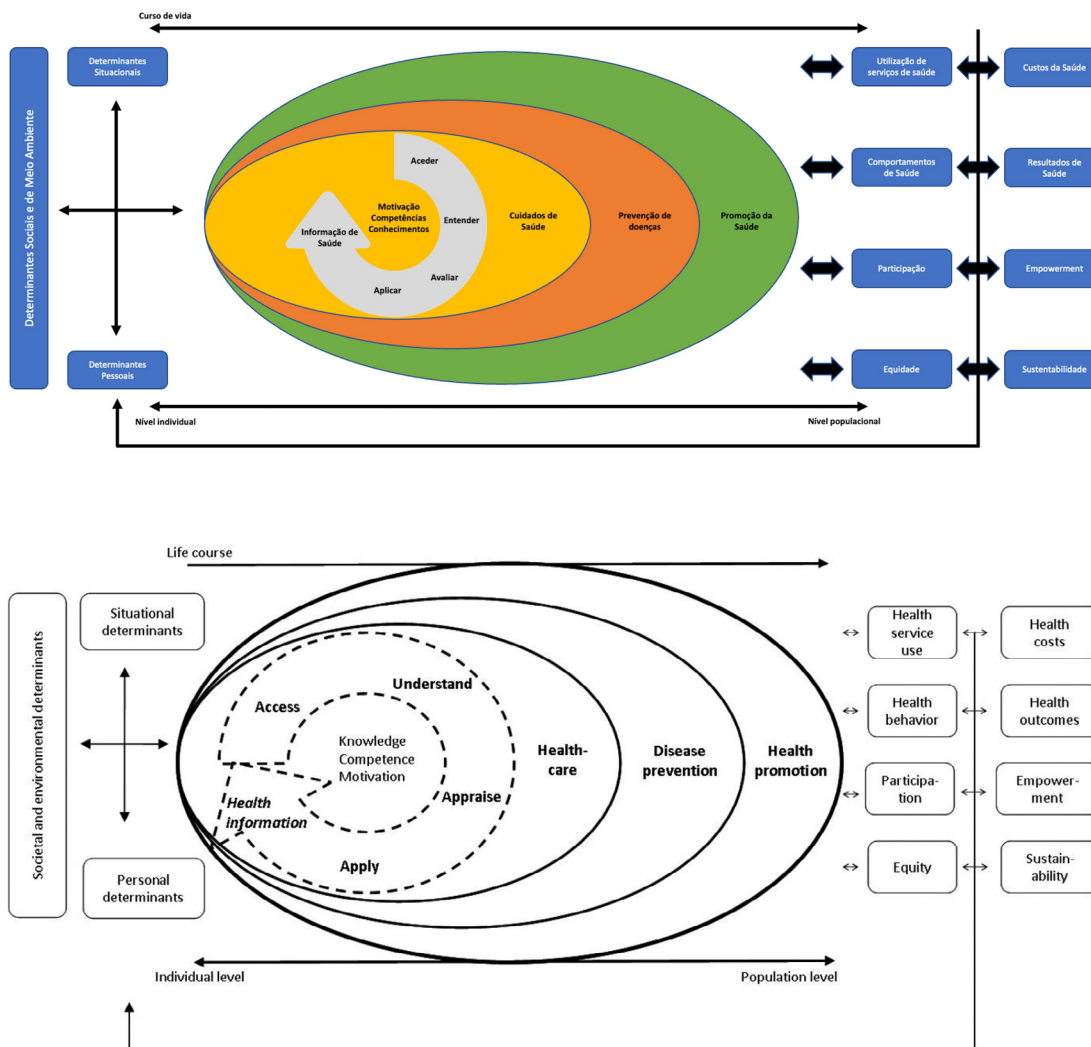 Curso de vida
Determinantes Sociais e de Meio Ambiente
Determinantes
Situacionais
Determinantes
Pessoais
Aceder
Entender
Avaliar
Aplicar
Informação de
Saúde
Motivação
Competências
Conhecimentos
Cuidados de
Saúde
Prevenção de
doenças
Promoção da
Saúde
Utilização de
serviços de saúde
Custos da Saúde
Comportamentos
de Saúde
Resultados de
Saúde
Participação
Empowerment
Equidade
Sustentabilidade
Nível individual
Nível populacional
Life course
Societal and environmental determinants
Situational
determinants
Personal
determinants
Access
Understand
Appraise
Apply
Health
information
Knowledge
Competence
Motivation
Health-
care
Disease
prevention
Health
promotion
Health
service
use
Health
costs
Health
behavior
Health
outcomes
Participa-
tion
Empower-
ment
Equity
Sustain-
ability
Individual level
Population level